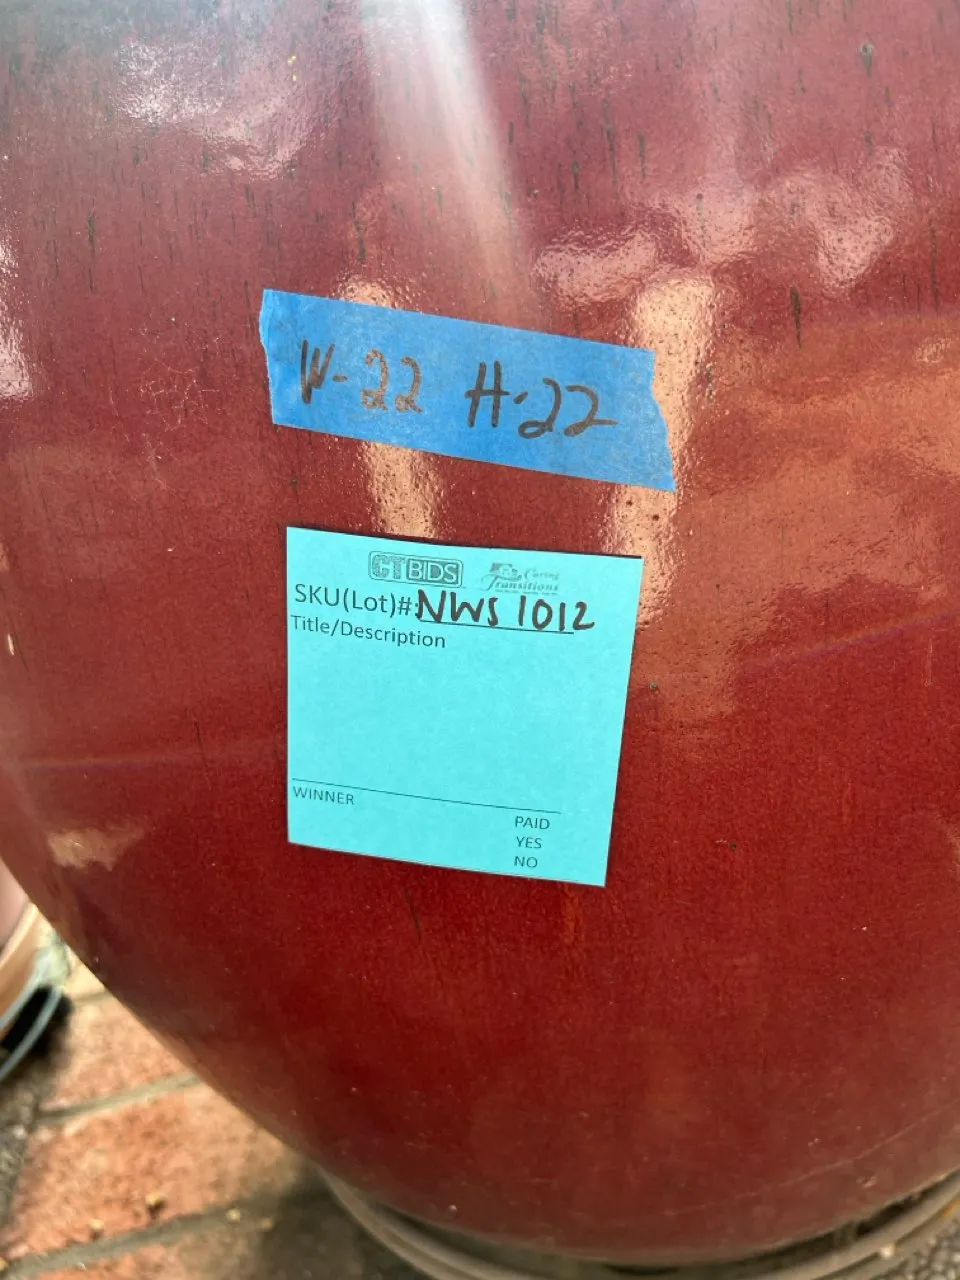 W-22 H-22
CTBIDS Caring Transitions
SKU(Lot)#:NWS 1012
Title/Description
WINNER
PAID
YES
NO